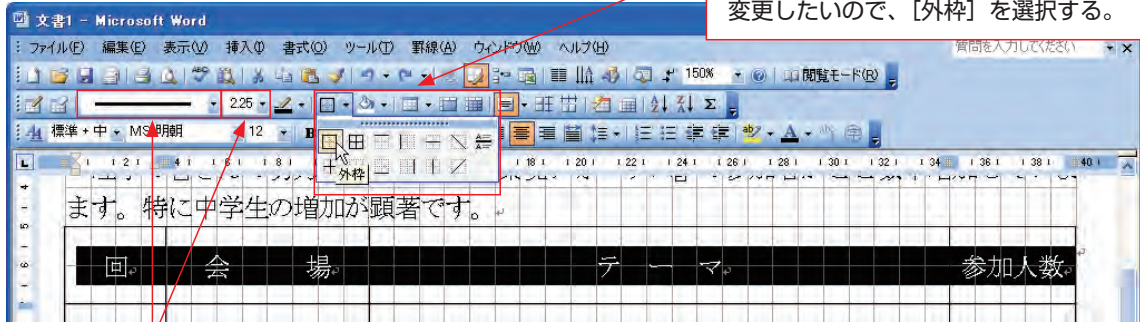 変更したいので、[外枠] を選択する。
文書1 - Microsoft Word
ファイル(F) 編集(E) 表示(V) 挿入(I) 書式(O) ツール(T) 罫線(A) ウィンドウ(W) ヘルプ(H) 質問を入力してください
150% 閲覧モード(R)
2.25
標準 + 中 MS 明朝 12 B
外枠
ます。特に中学生の増加が顕著です。
回 会 場 テ ー マ 参加人数